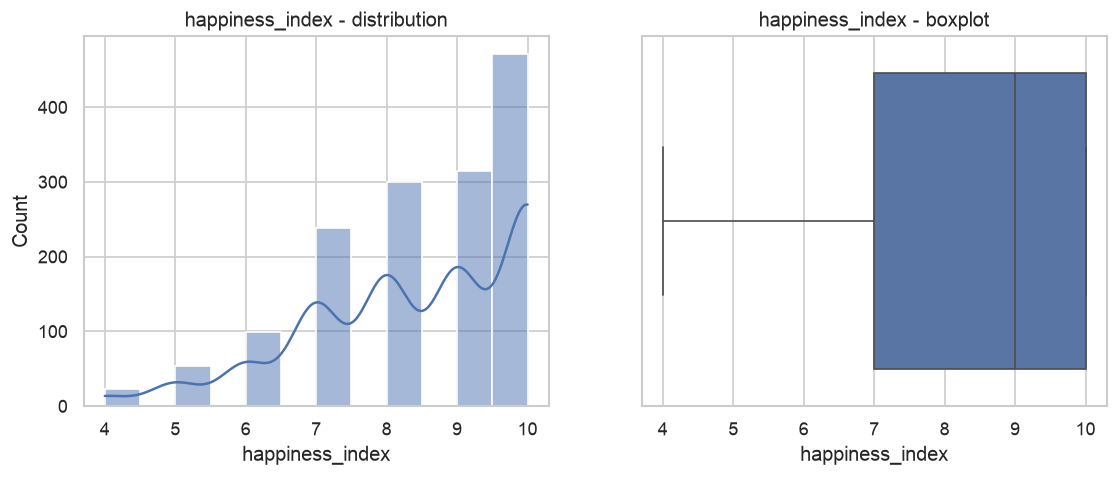 happiness_index - distribution
happiness_index - boxplot
Count
400
300
200
100
0
4 5 6 7 8 9 10
4 5 6 7 8 9 10
happiness_index
happiness_index